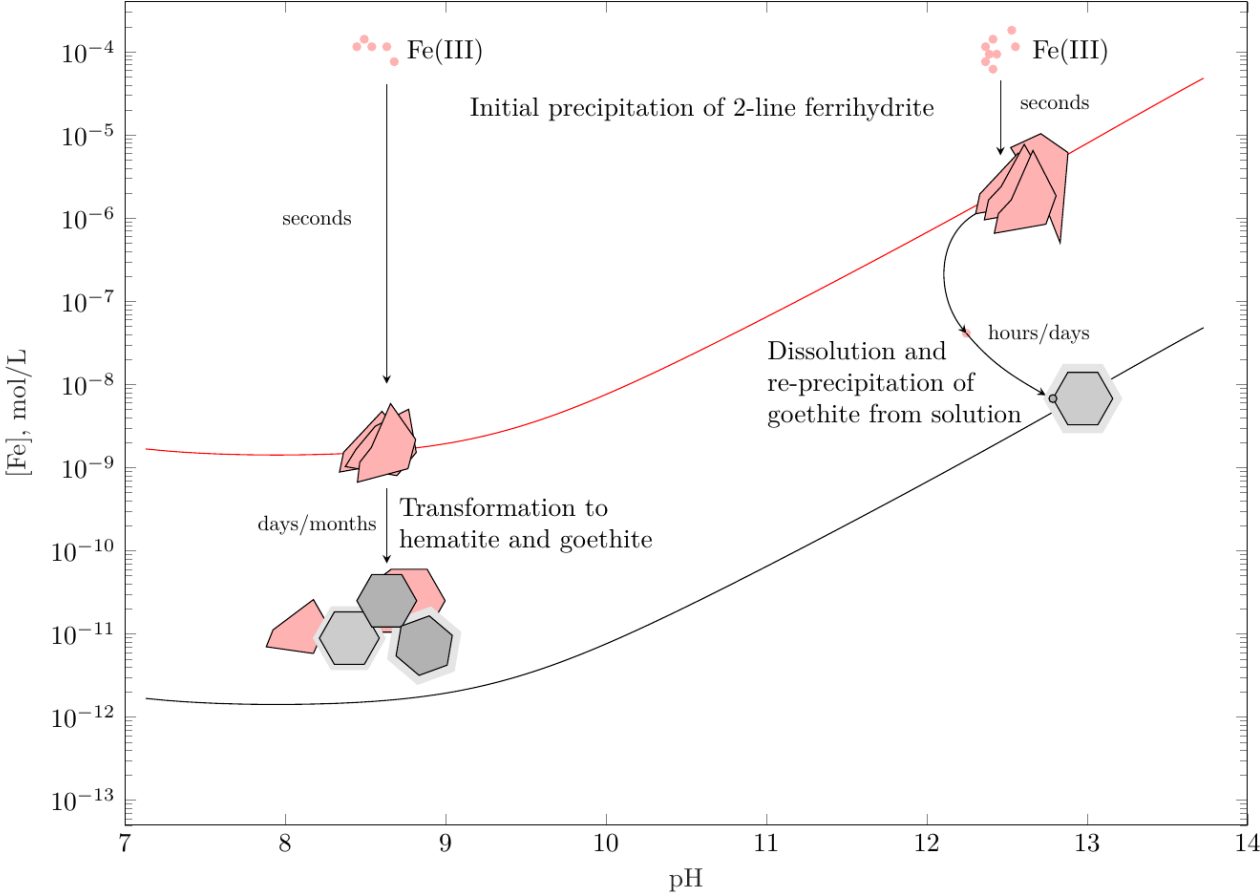 Fe(III)
Fe(III)
Initial precipitation of 2-line ferrihydrite
seconds
seconds
hours/days
Dissolution and
re-precipitation of
goethite from solution
Transformation to
hematite and goethite
days/months
[Fe], mol/L
10⁻⁴
10⁻⁵
10⁻⁶
10⁻⁷
10⁻⁸
10⁻⁹
10⁻¹⁰
10⁻¹¹
10⁻¹²
10⁻¹³
7 8 9 10 11 12 13 14
pH